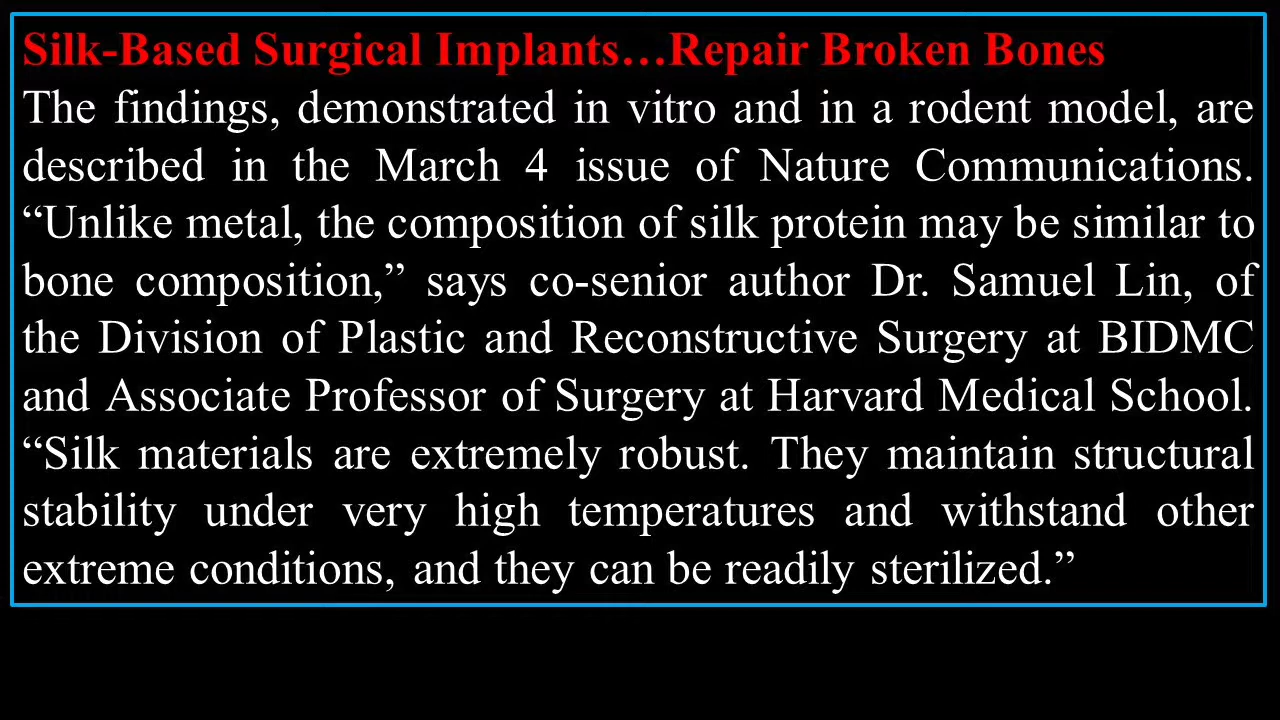 Silk-Based Surgical Implants…Repair Broken Bones
The findings, demonstrated in vitro and in a rodent model, are
described in the March 4 issue of Nature Communications.
“Unlike metal, the composition of silk protein may be similar to
bone composition,” says co-senior author Dr. Samuel Lin, of
the Division of Plastic and Reconstructive Surgery at BIDMC
and Associate Professor of Surgery at Harvard Medical School.
“Silk materials are extremely robust. They maintain structural
stability under very high temperatures and withstand other
extreme conditions, and they can be readily sterilized.”